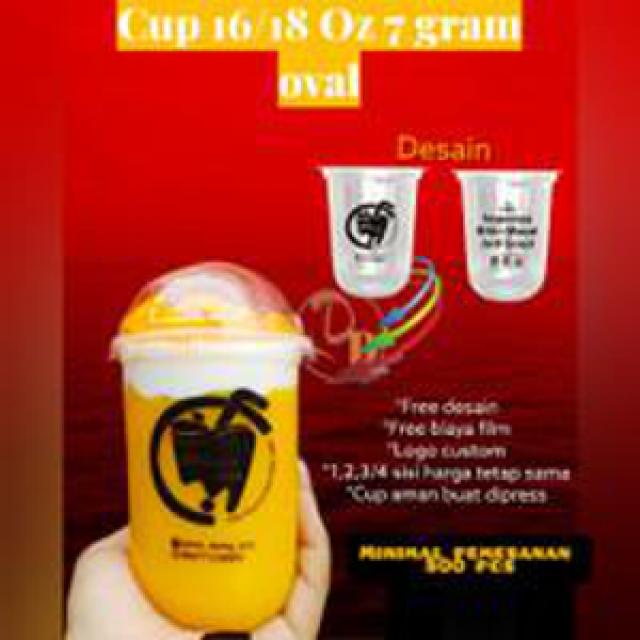 Cup 16/18 Oz 7 gram
oval
Desain
*Free desain
*Free biaya film
*Logo custom
*1,2,3/4 sisi harga tetap sama
*Cup aman buat dipress
MINIMAL PEMESANAN
500 PCS